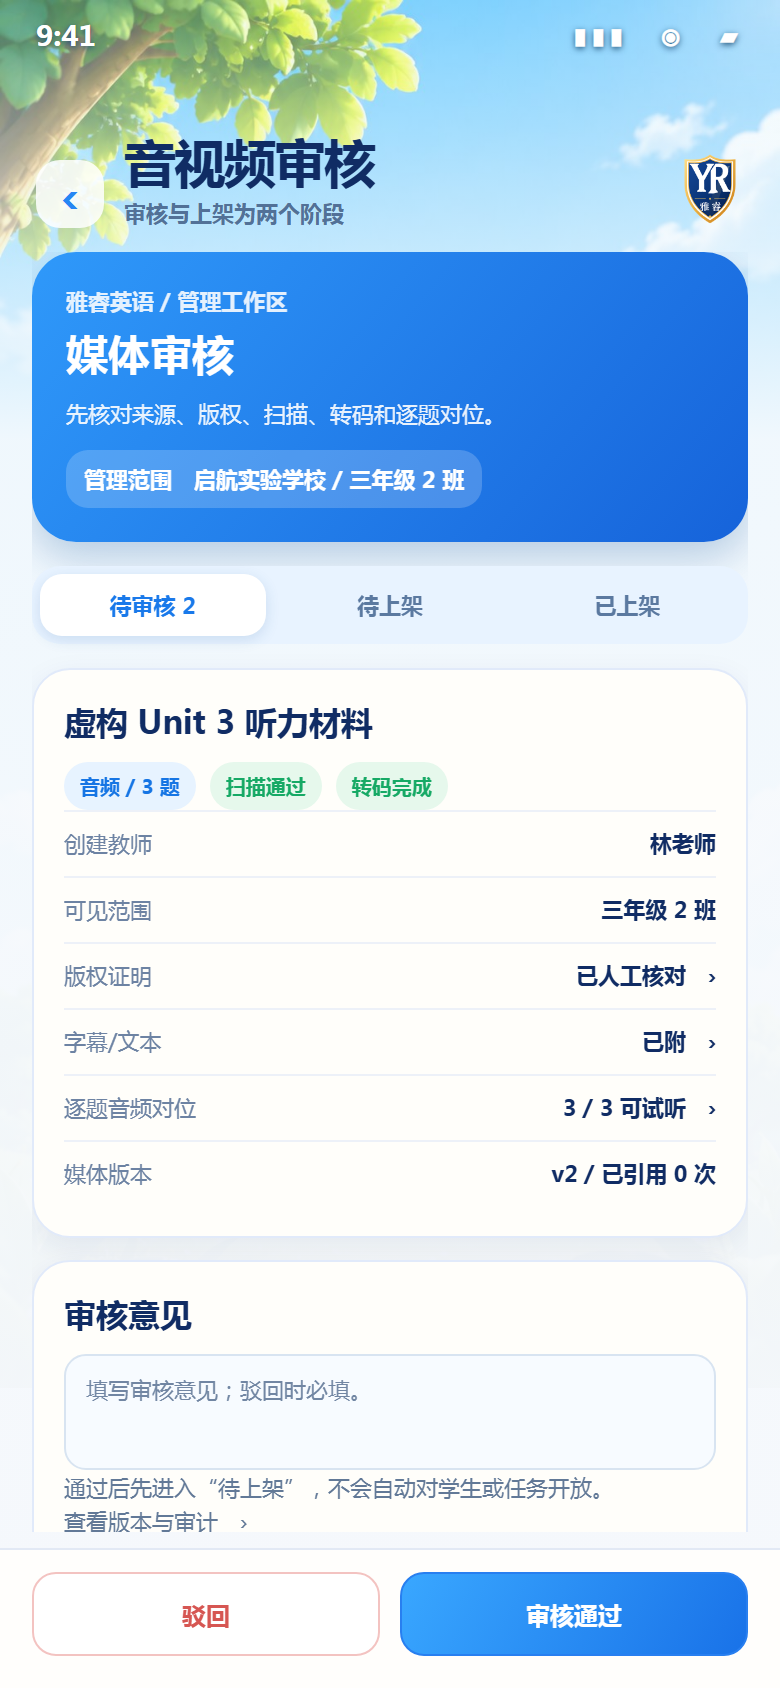 9:41
音视频审核
审核与上架为两个阶段
YR
雅睿
雅睿英语 / 管理工作区
媒体审核
先核对来源、版权、扫描、转码和逐题对位。
管理范围 启航实验学校 / 三年级 2 班
待审核 2 待上架 已上架
虚构 Unit 3 听力材料
音频 / 3 题 扫描通过 转码完成
创建教师 林老师
可见范围 三年级 2 班
版权证明 已人工核对 ›
字幕/文本 已附 ›
逐题音频对位 3 / 3 可试听 ›
媒体版本 v2 / 已引用 0 次
审核意见
填写审核意见；驳回时必填。
通过后先进入“待上架”，不会自动对学生或任务开放。
查看版本与审计 ›
驳回 审核通过